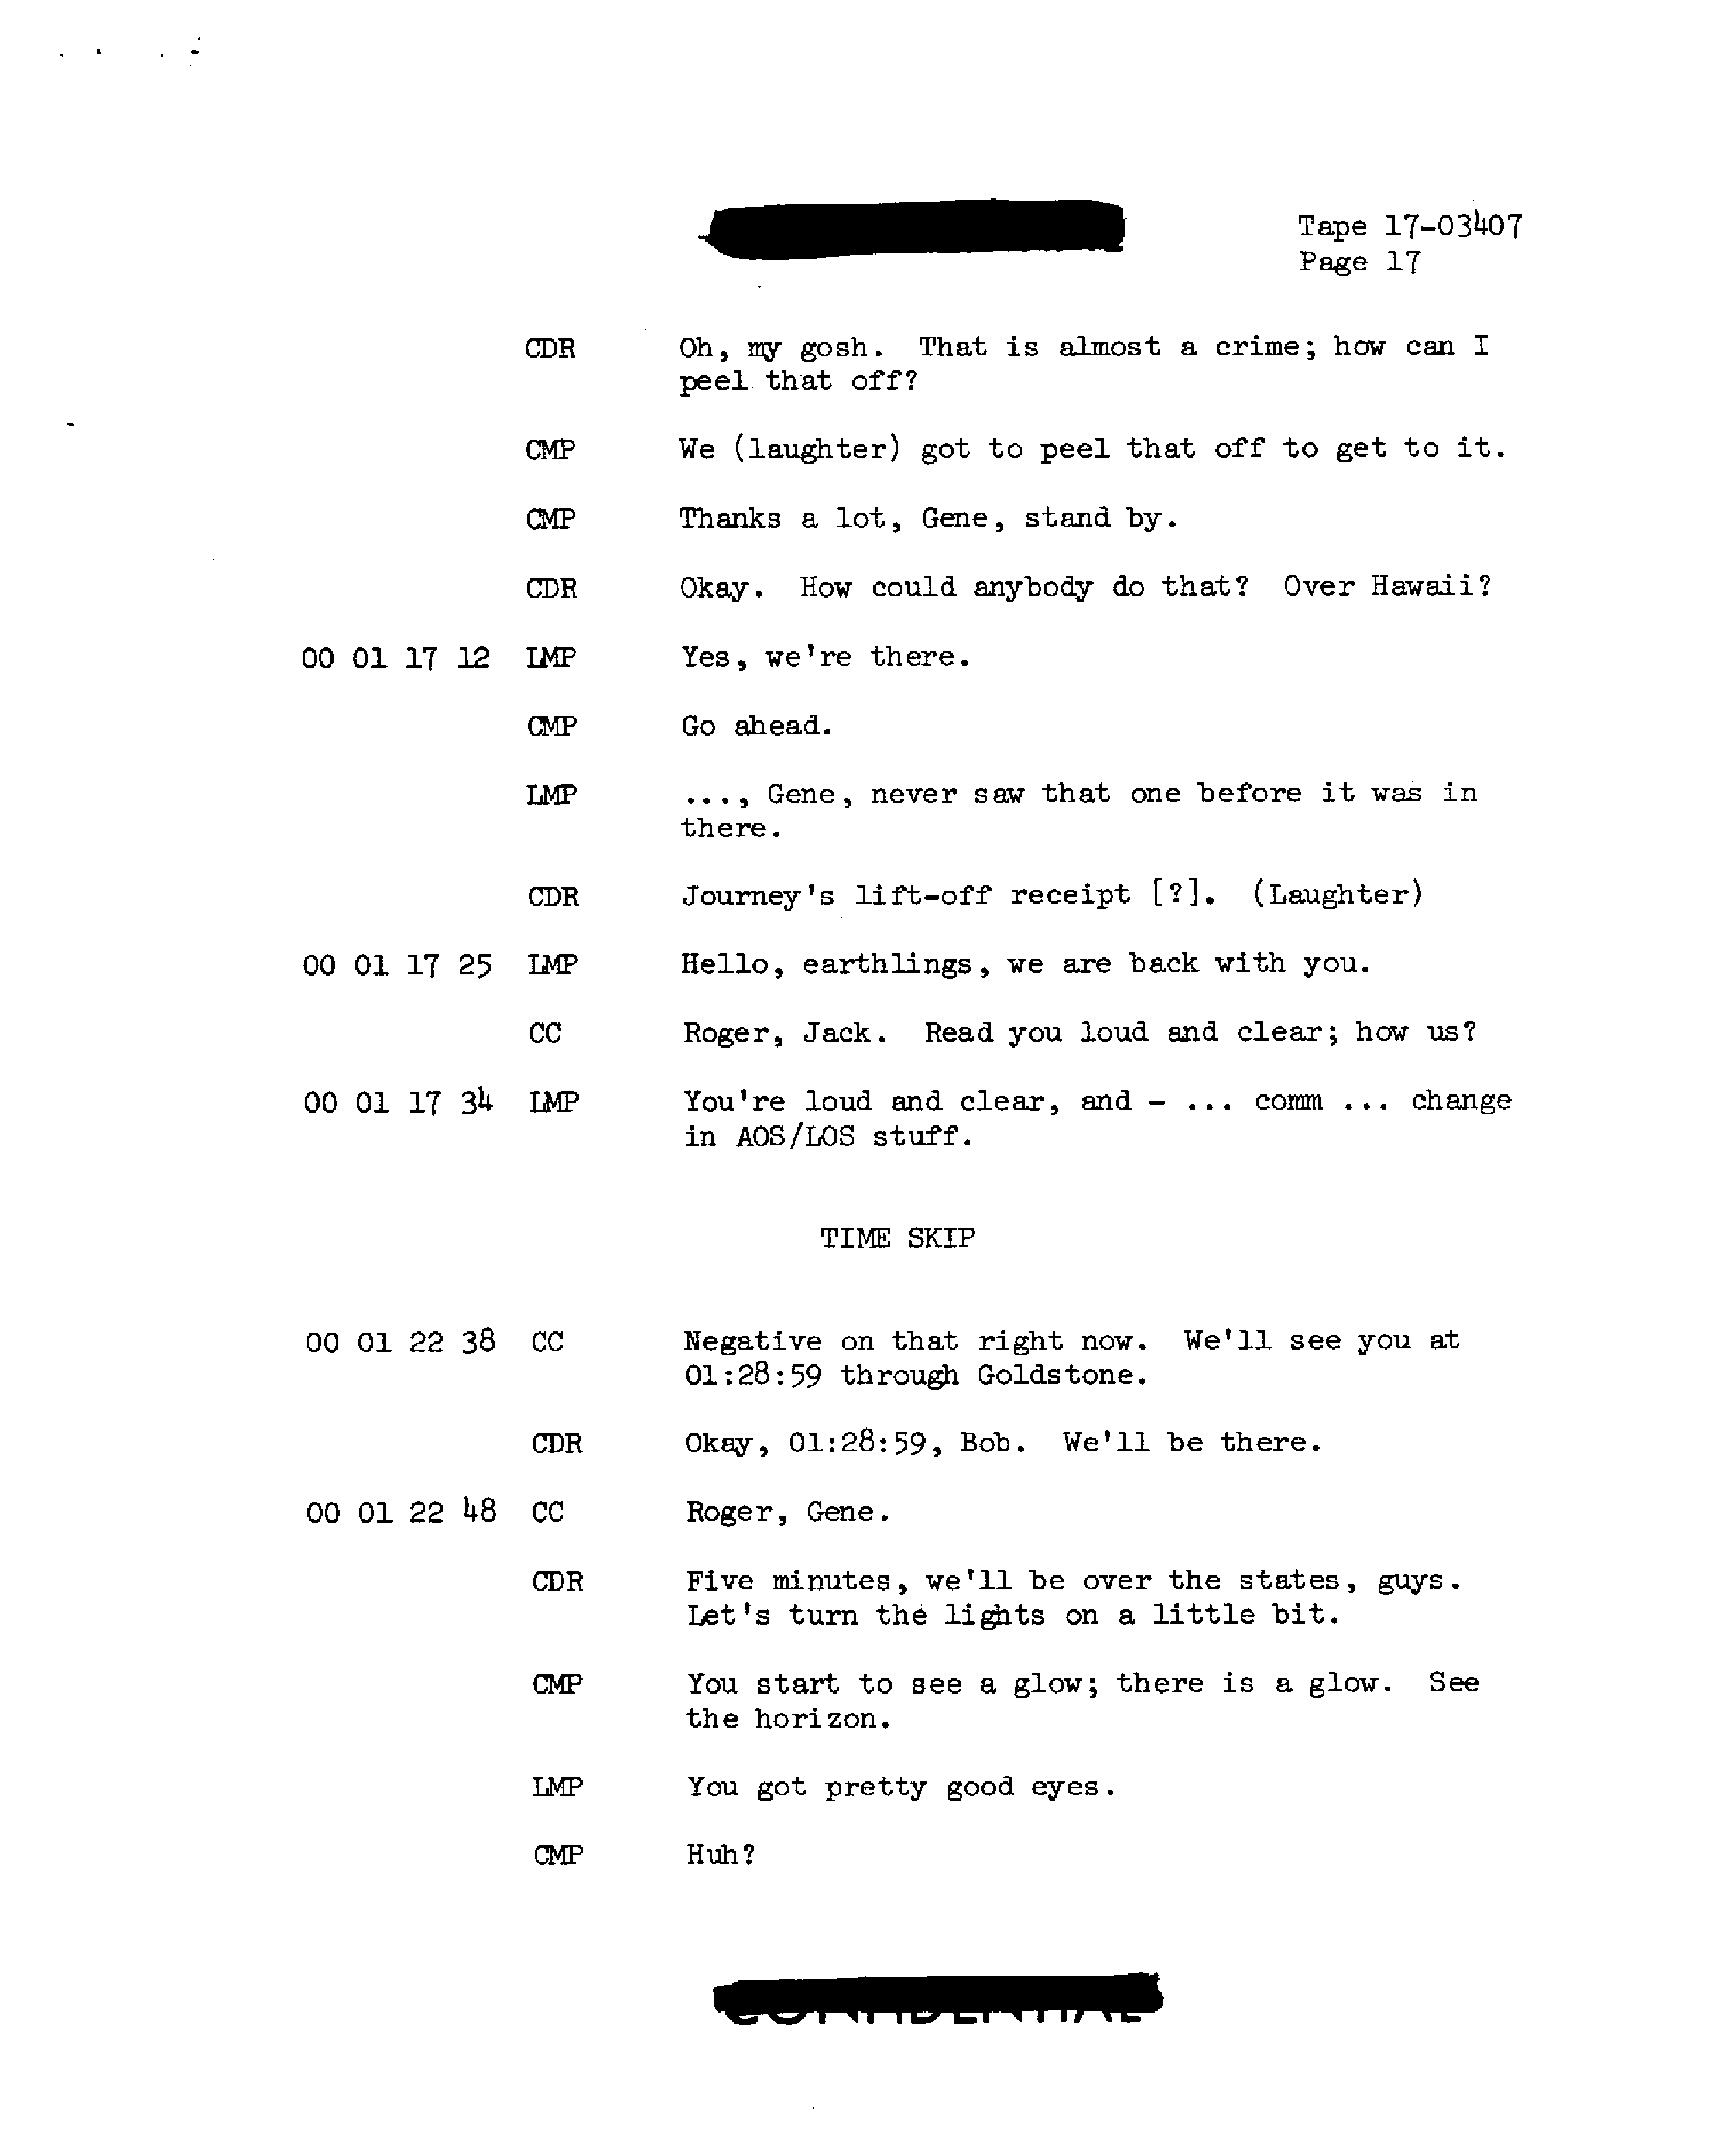 Tape 17-03407
Page 17
CDR Oh, my gosh. That is almost a crime; how can I
peel that off?
CMP We (laughter) got to peel that off to get to it.
CMP Thanks a lot, Gene, stand by.
CDR Okay. How could anybody do that? Over Hawaii?
00 01 17 12 LMP Yes, we're there.
CMP Go ahead.
LMP ..., Gene, never saw that one before it was in
there.
CDR Journey's lift-off receipt [?]. (Laughter)
00 01 17 25 LMP Hello, earthlings, we are back with you.
CC Roger, Jack. Read you loud and clear; how us?
00 01 17 34 LMP You're loud and clear, and - ... comm ... change
in AOS/LOS stuff.
TIME SKIP
00 01 22 38 CC Negative on that right now. We'll see you at
01:28:59 through Goldstone.
CDR Okay, 01:28:59, Bob. We'll be there.
00 01 22 48 CC Roger, Gene.
CDR Five minutes, we'll be over the states, guys.
Let's turn the lights on a little bit.
CMP You start to see a glow; there is a glow. See
the horizon.
LMP You got pretty good eyes.
CMP Huh?